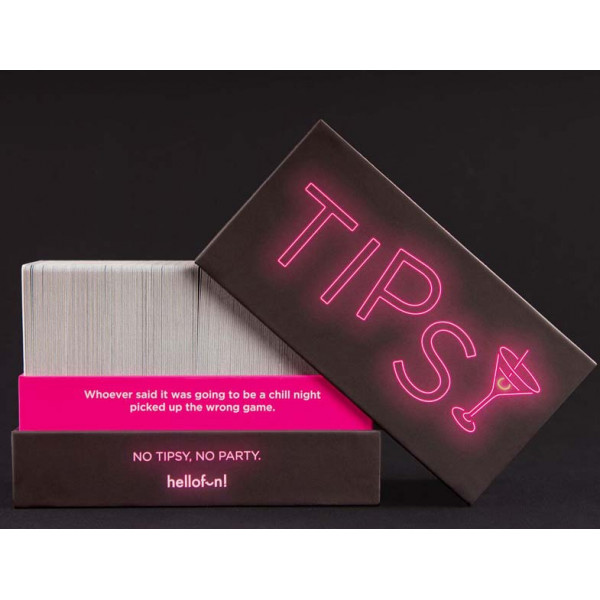 TIPSY
Whoever said it was going to be a chill night
picked up the wrong game.
NO TIPSY, NO PARTY.
hellofun!